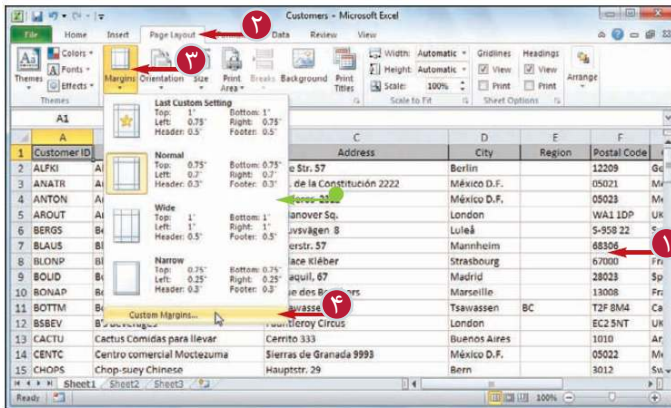 Customers - Microsoft Excel
File Home Insert Page Layout Data Review View
۲
Colors
Fonts
Effects
Themes
Margins
Orientation
Size
Print Area
Breaks
Background
Print Titles
Width: Automatic
Height: Automatic
Scale: 100%
Gridlines
View
Print
Headings
View
Print
Arrange
۳
Themes
Scale to Fit
Sheet Options
A1
Last Custom Setting
Top: 1" Bottom: 1"
Left: 0.75" Right: 0.75"
Header: 0.5" Footer: 0.5"
Normal
Top: 0.75" Bottom: 0.75"
Left: 0.7" Right: 0.7"
Header: 0.3" Footer: 0.3"
Wide
Top: 1" Bottom: 1"
Left: 1" Right: 1"
Header: 0.5" Footer: 0.5"
Narrow
Top: 0.75" Bottom: 0.75"
Left: 0.25" Right: 0.25"
Header: 0.3" Footer: 0.3"
Custom Margins...
۴
A C D E F
1 Customer ID Address City Region Postal Code
2 ALFKI e Str. 57 Berlin 12209
3 ANATR de la Constitución 2222 México D.F. 05021
4 ANTON México D.F. 05023
5 AROUT anover Sq. London WA1 1DP
6 BERGS uvsvägen 8 Luleå S-958 22
7 BLAUS erstr. 57 Mannheim 68306
۱
8 BLONP lace Kléber Strasbourg 67000
9 BOLID aquil, 67 Madrid 28023
10 BONAP Marseille 13008
11 BOTTM Tsawassen BC T2F 8M4
12 BSBEV B's Beverages Fauntleroy Circus London EC2 5NT
13 CACTU Cactus Comidas para llevar Cerrito 333 Buenos Aires 1010
14 CENTC Centro comercial Moctezuma Sierras de Granada 9993 México D.F. 05022
15 CHOPS Chop-suey Chinese Hauptstr. 29 Bern 3012
Sheet1 Sheet2 Sheet3
Ready 100%